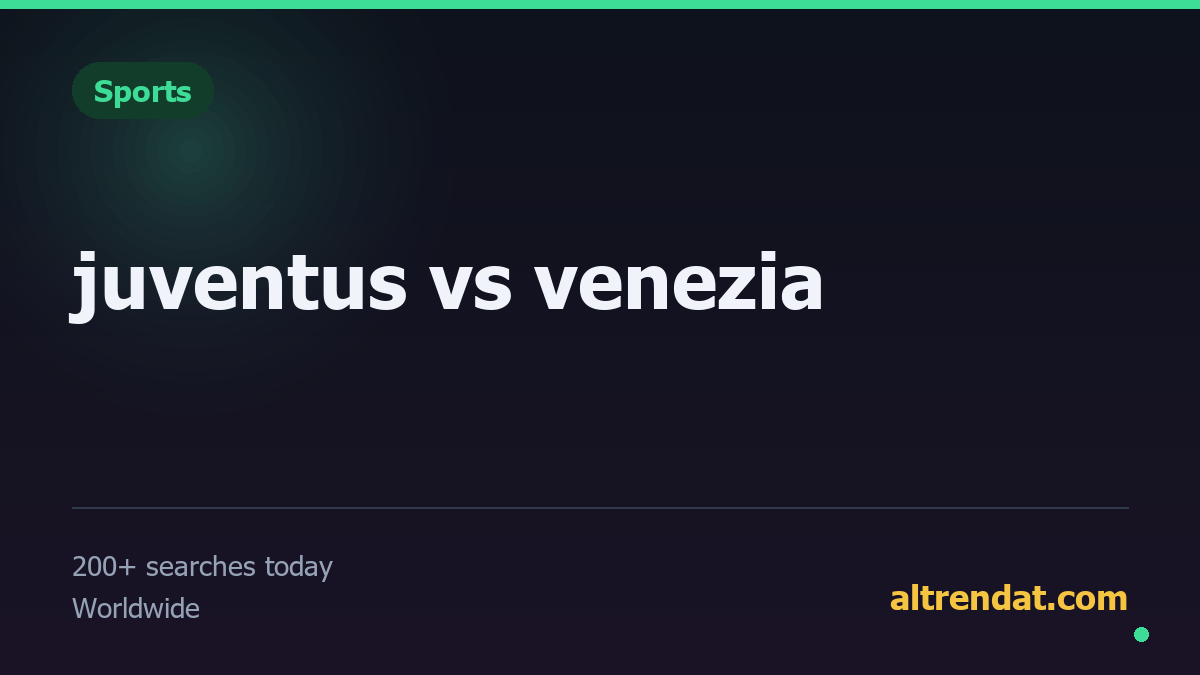 Sports
juventus vs venezia
200+ searches today
Worldwide
altrendat.com